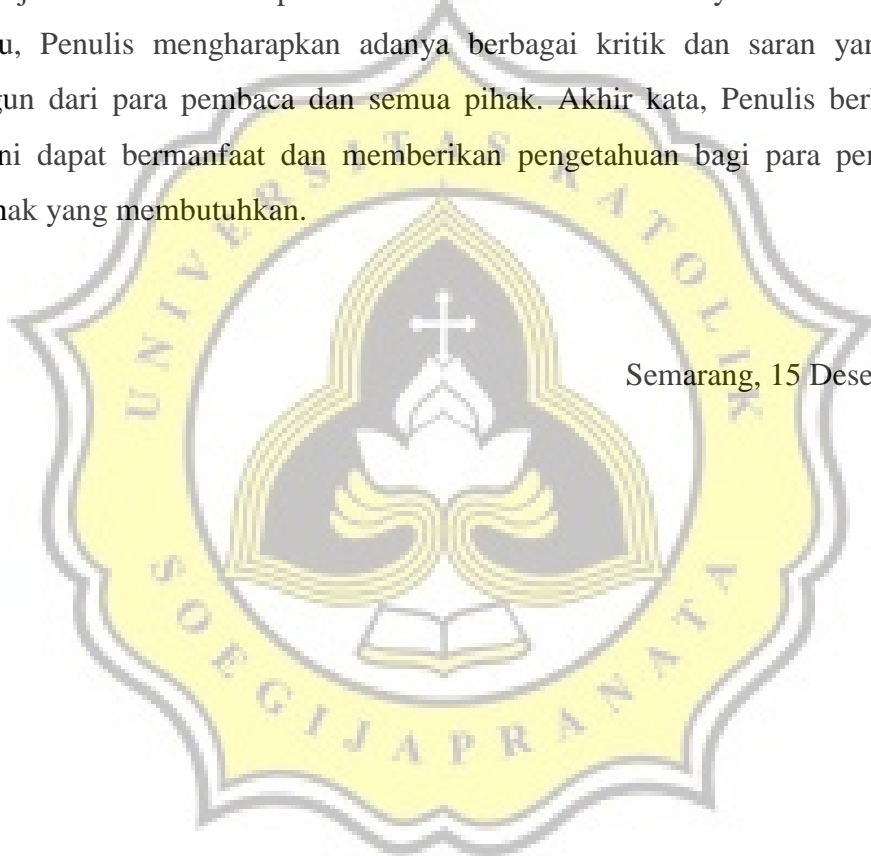 u, Penulis mengharapkan adanya berbagai kritik dan saran yan
gun dari para pembaca dan semua pihak. Akhir kata, Penulis ber
ni dapat bermanfaat dan memberikan pengetahuan bagi para pe
ak yang membutuhkan.
UNIVERSITAS KATOLIK
Semarang, 15 Dese
SOEGIJAPRANATA